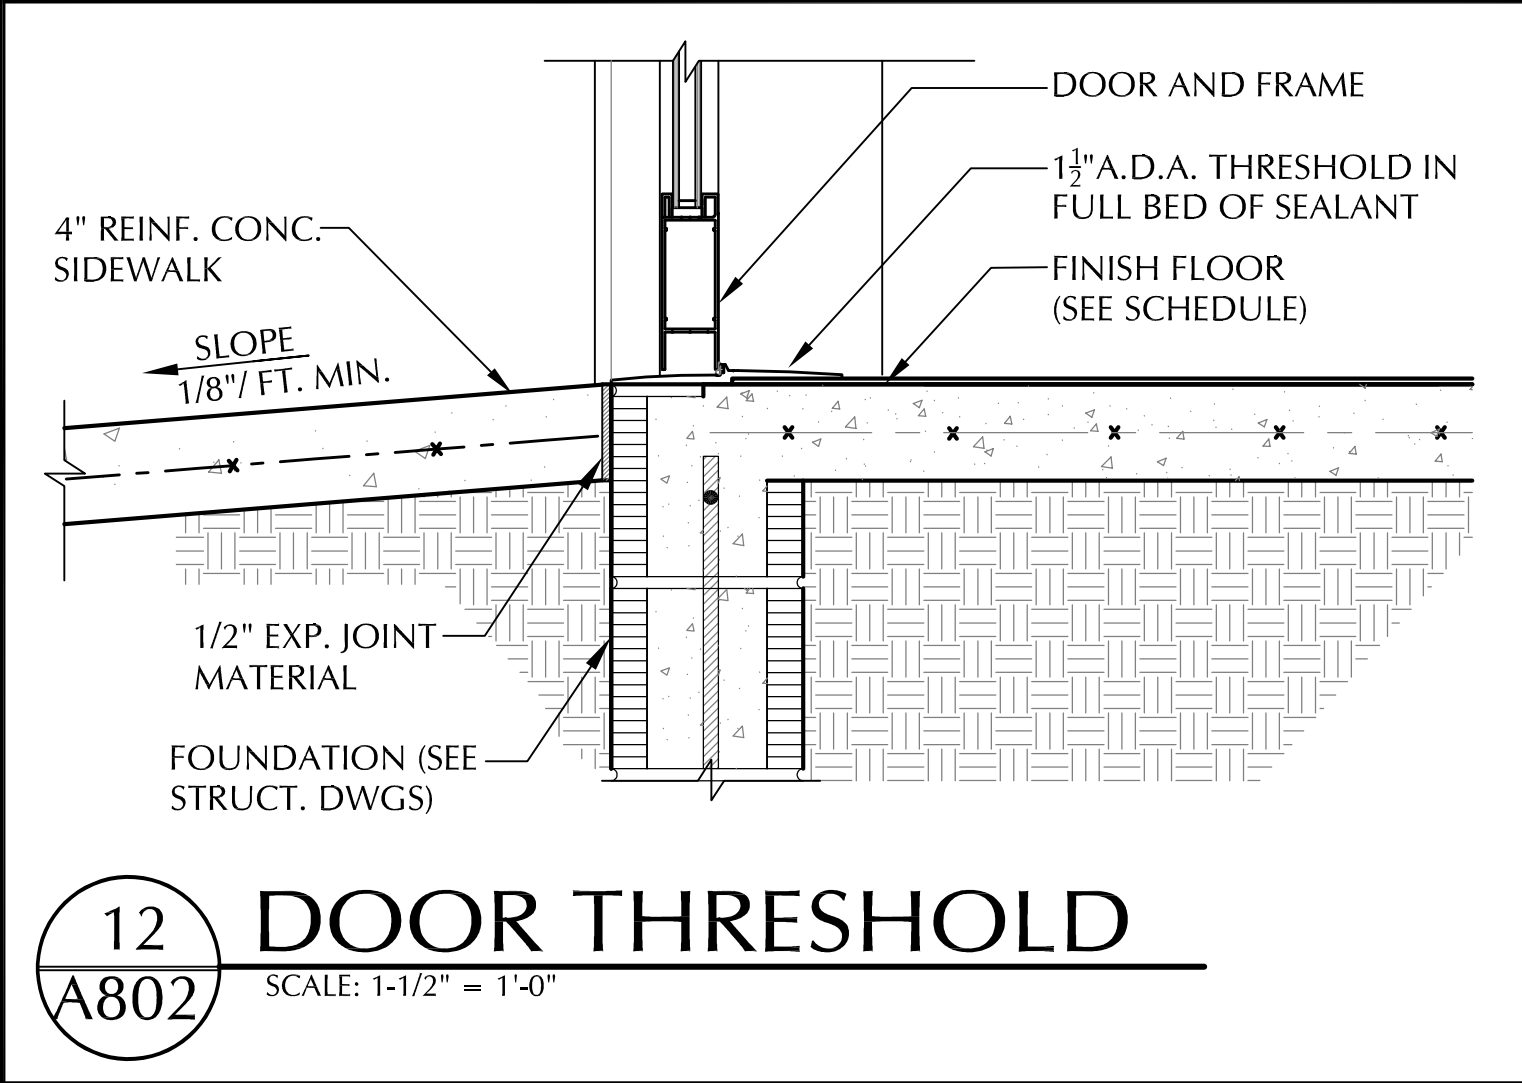 DOOR AND FRAME
1 1/2"A.D.A. THRESHOLD IN
FULL BED OF SEALANT
4" REINF. CONC.
SIDEWALK
FINISH FLOOR
(SEE SCHEDULE)
SLOPE
1/8"/ FT. MIN.
1/2" EXP. JOINT
MATERIAL
FOUNDATION (SEE
STRUCT. DWGS)
12
A802
DOOR THRESHOLD
SCALE: 1-1/2" = 1'-0"